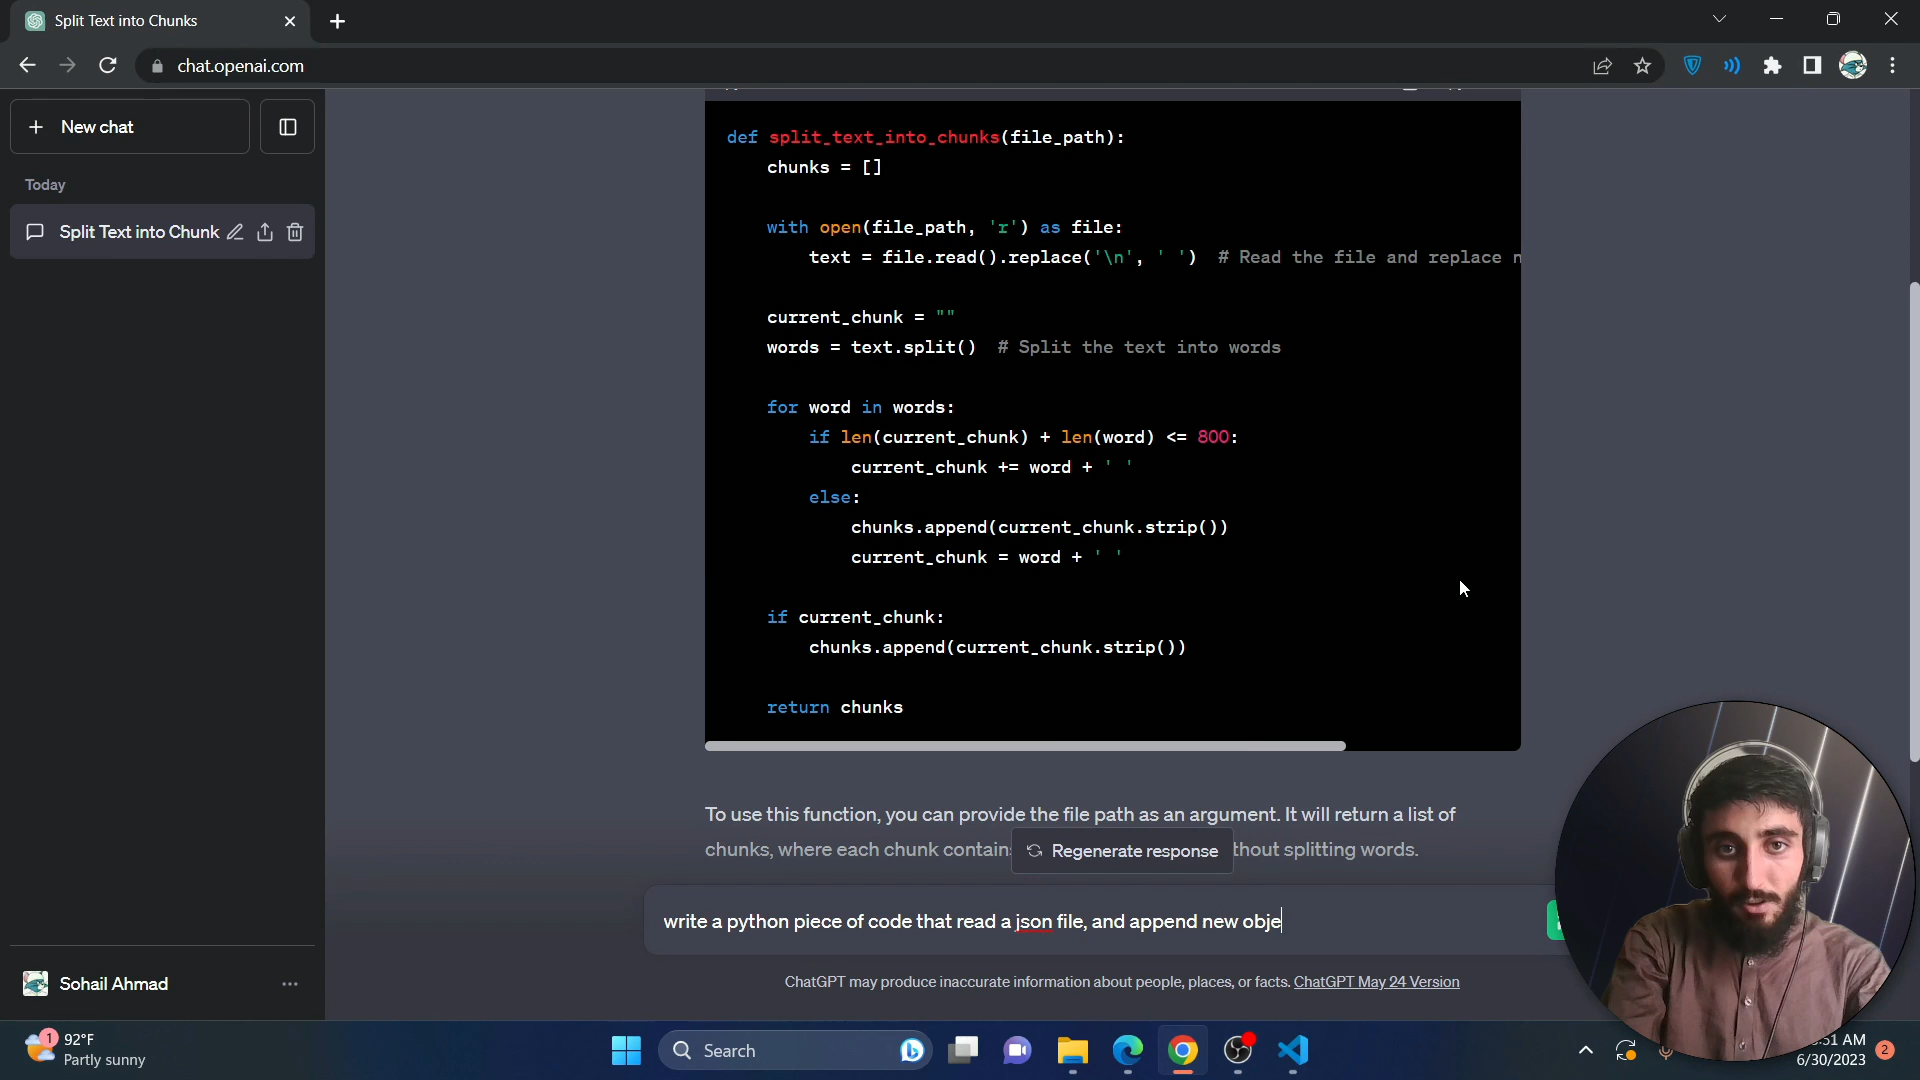 Split Text into Chunks
chat.openai.com
New chat
Today
Split Text into Chunk
def split_text_into_chunks(file_path):
chunks = []
with open(file_path, 'r') as file:
text = file.read().replace('\n', ' ') # Read the file and replace n
current_chunk = ""
words = text.split() # Split the text into words
for word in words:
if len(current_chunk) + len(word) <= 800:
current_chunk += word + ' '
else:
chunks.append(current_chunk.strip())
current_chunk = word + ' '
if current_chunk:
chunks.append(current_chunk.strip())
return chunks
To use this function, you can provide the file path as an argument. It will return a list of
chunks, where each chunk contain thout splitting words.
Regenerate response
write a python piece of code that read a json file, and append new obje
ChatGPT may produce inaccurate information about people, places, or facts. ChatGPT May 24 Version
Sohail Ahmad
1
92°F
Partly sunny
Search
:51 AM
6/30/2023
2